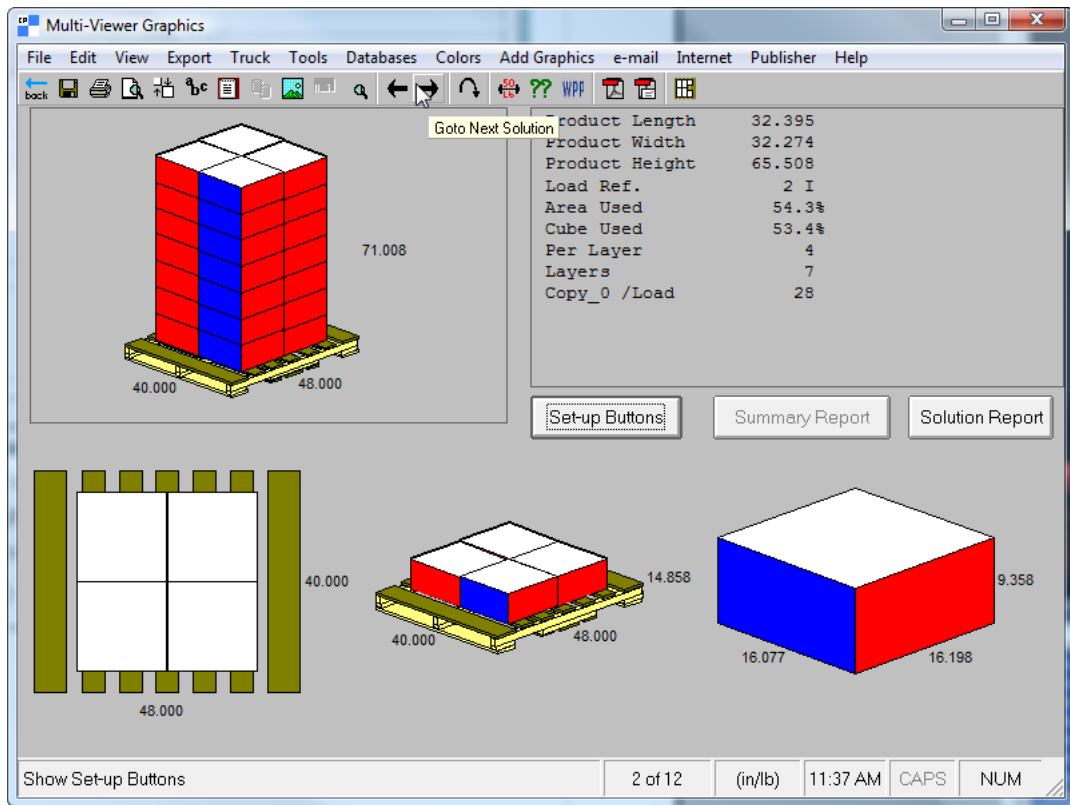 CP Multi-Viewer Graphics
File Edit View Export Truck Tools Databases Colors Add Graphics e-mail Internet Publisher Help
back abc 50 LB ?? WPP
Goto Next Solution
71.008
40.000 48.000
Product Length 32.395
Product Width 32.274
Product Height 65.508
Load Ref. 2 I
Area Used 54.3%
Cube Used 53.4%
Per Layer 4
Layers 7
Copy_0 /Load 28
Set-up Buttons Summary Report Solution Report
40.000
48.000
14.858
40.000 48.000
9.358
16.077 16.198
Show Set-up Buttons 2 of 12 (in/lb) 11:37 AM CAPS NUM